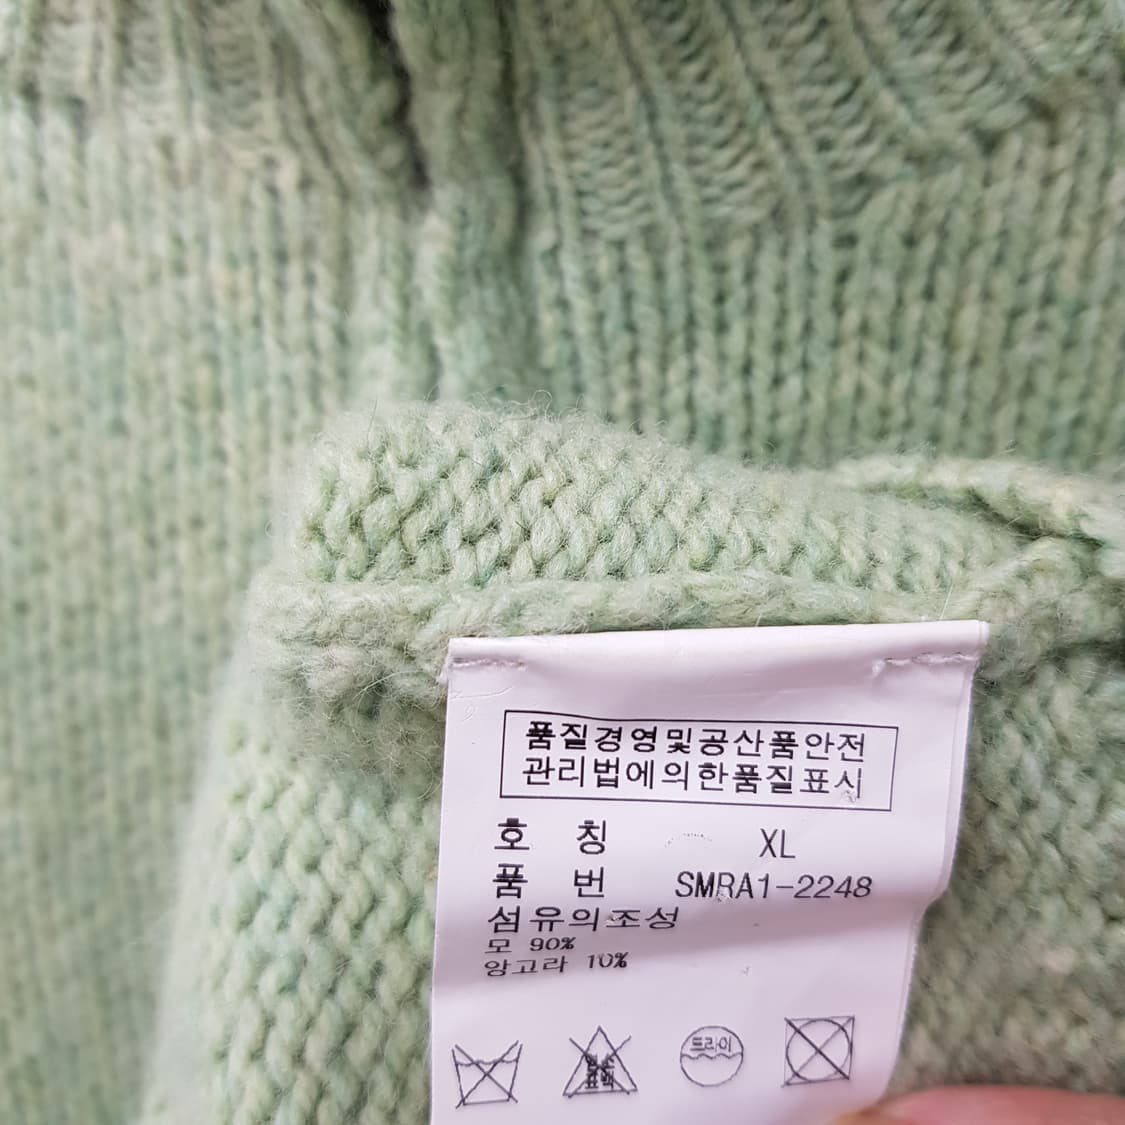 품질경영및공산품안전
관리법에의한품질표시
호 칭 XL
품 번 SMRA1-2248
섬유의조성
모 90%
앙고라 10%
드라이